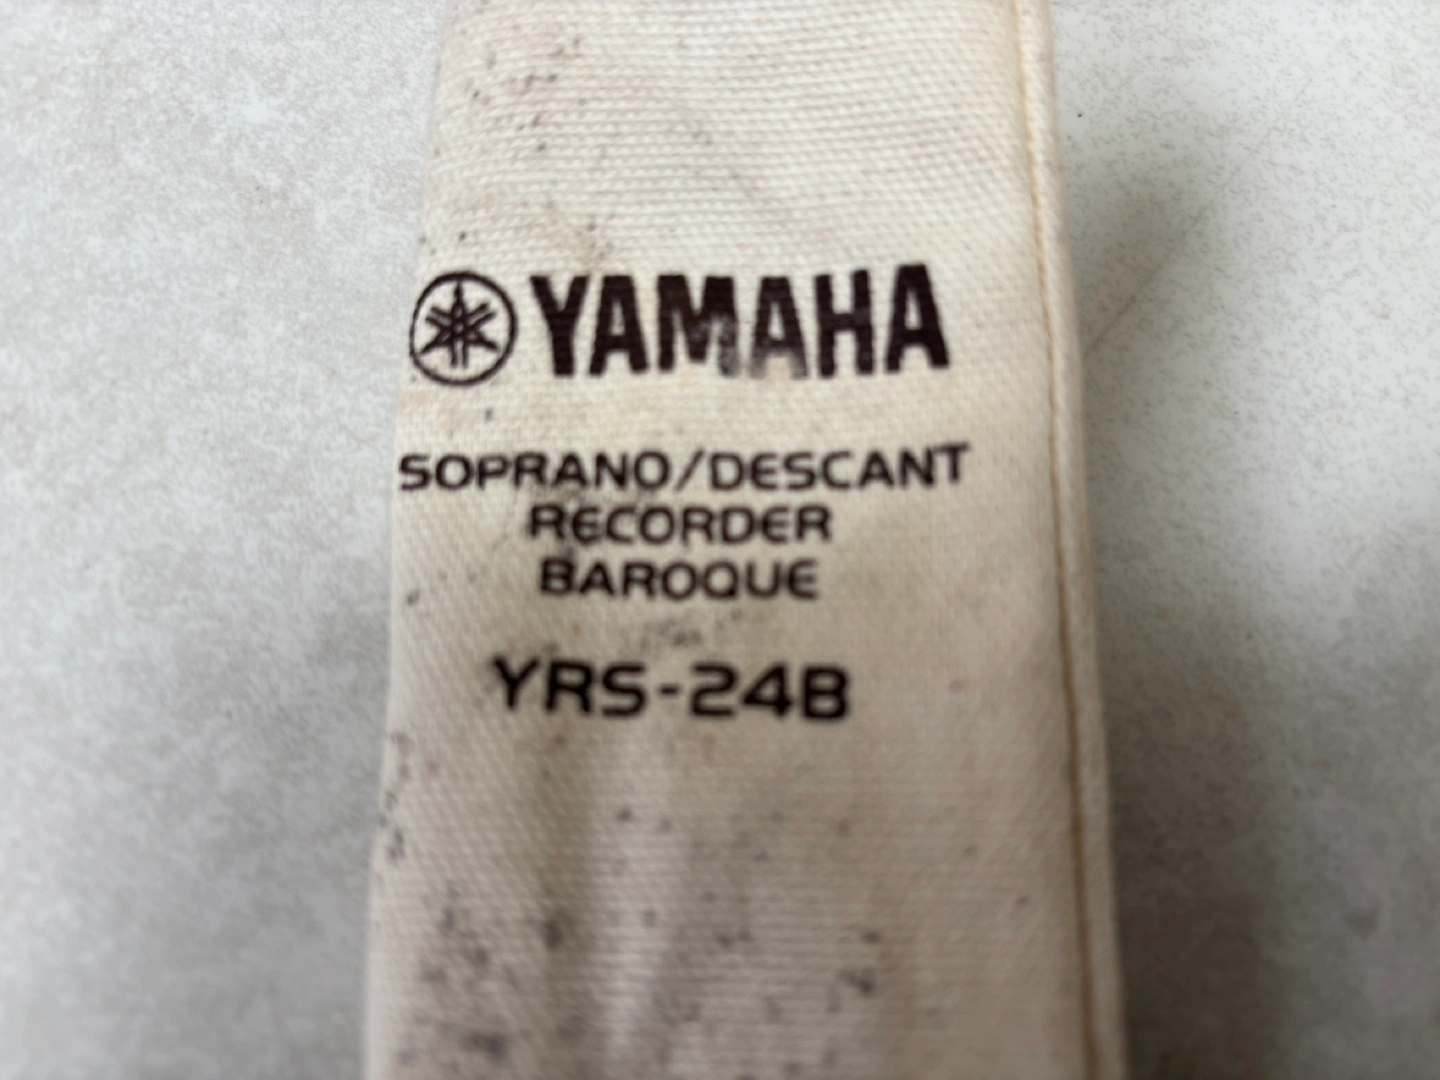 YAMAHA
SOPRANO/DESCANT
RECORDER
BAROQUE
YRS-24B